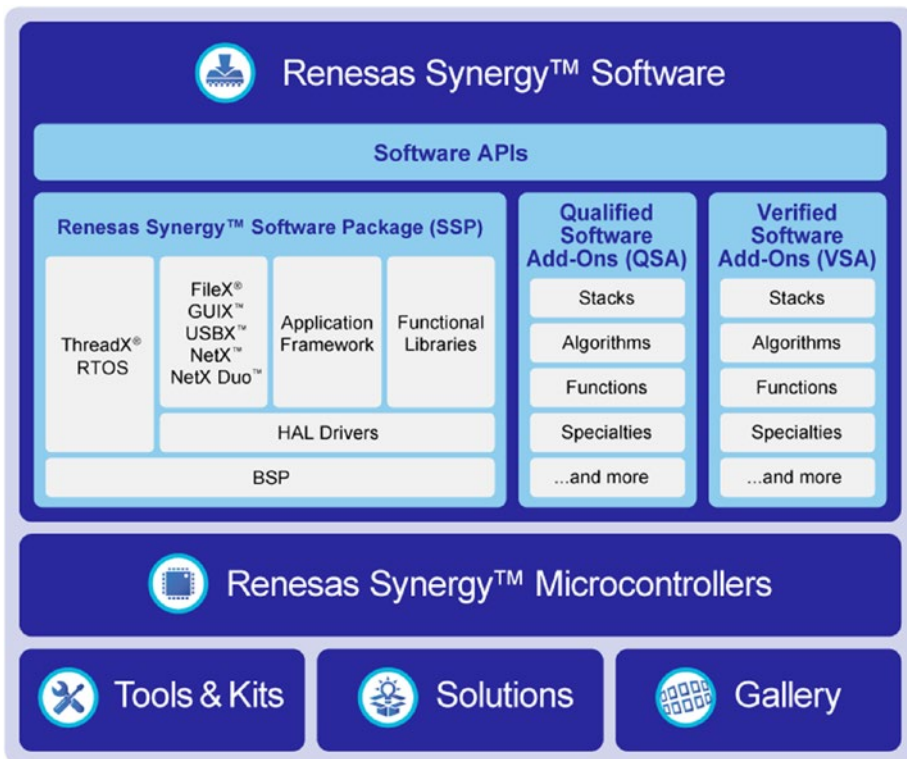 Renesas Synergy™ Software
Software APIs
Renesas Synergy™ Software Package (SSP)
ThreadX®
RTOS
FileX®
GUIX™
USBX™
NetX™
NetX Duo™
Application
Framework
Functional
Libraries
HAL Drivers
BSP
Qualified
Software
Add-Ons (QSA)
Stacks
Algorithms
Functions
Specialties
...and more
Verified
Software
Add-Ons (VSA)
Stacks
Algorithms
Functions
Specialties
...and more
Renesas Synergy™ Microcontrollers
Tools & Kits
Solutions
Gallery